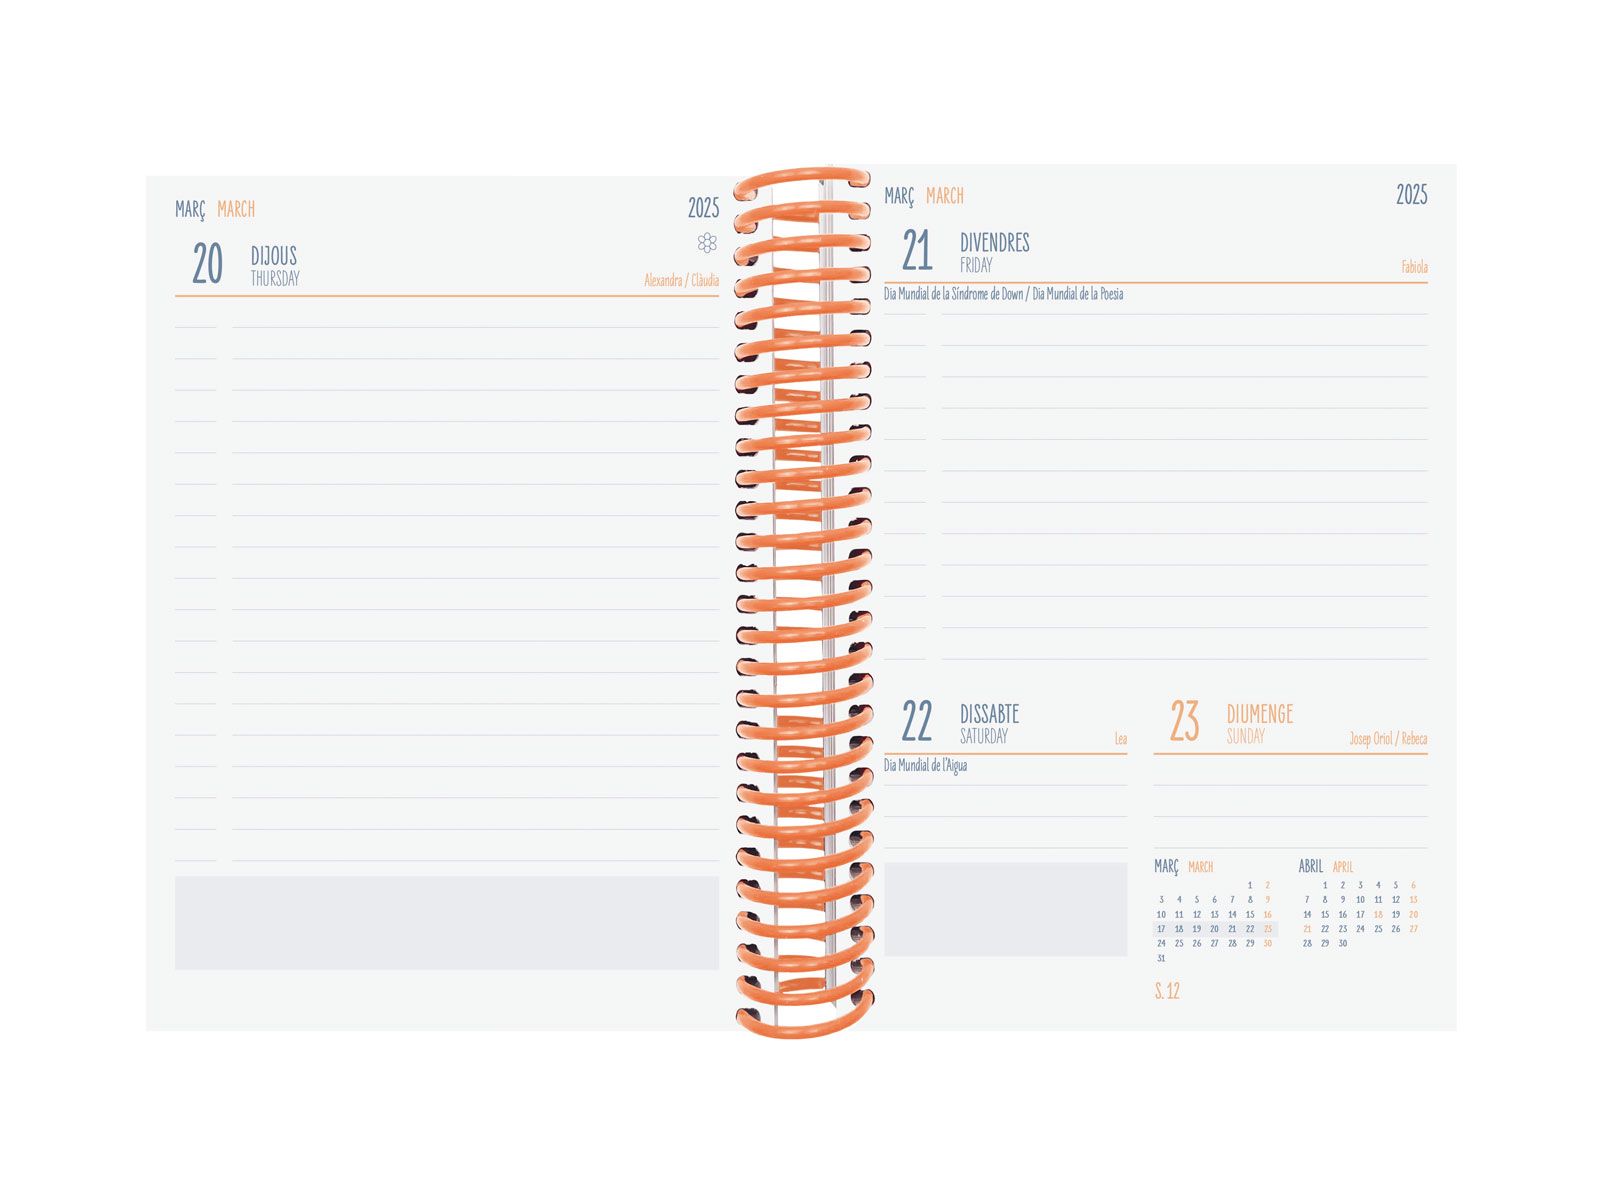 MARÇ MARCH 2025
20 DIJOUS
THURSDAY
Alexandra / Clàudia
MARÇ MARCH 2025
21 DIVENDRES
FRIDAY
Fabiola
Dia Mundial de la Síndrome de Down / Dia Mundial de la Poesia
22 DISSABTE
SATURDAY
Lea
Dia Mundial de l'Aigua
23 DIUMENGE
SUNDAY
Josep Oriol / Rebeca
MARÇ MARCH
1 2
3 4 5 6 7 8 9
10 11 12 13 14 15 16
17 18 19 20 21 22 23
24 25 26 27 28 29 30
31
ABRIL APRIL
1 2 3 4 5 6
7 8 9 10 11 12 13
14 15 16 17 18 19 20
21 22 23 24 25 26 27
28 29 30
S. 12